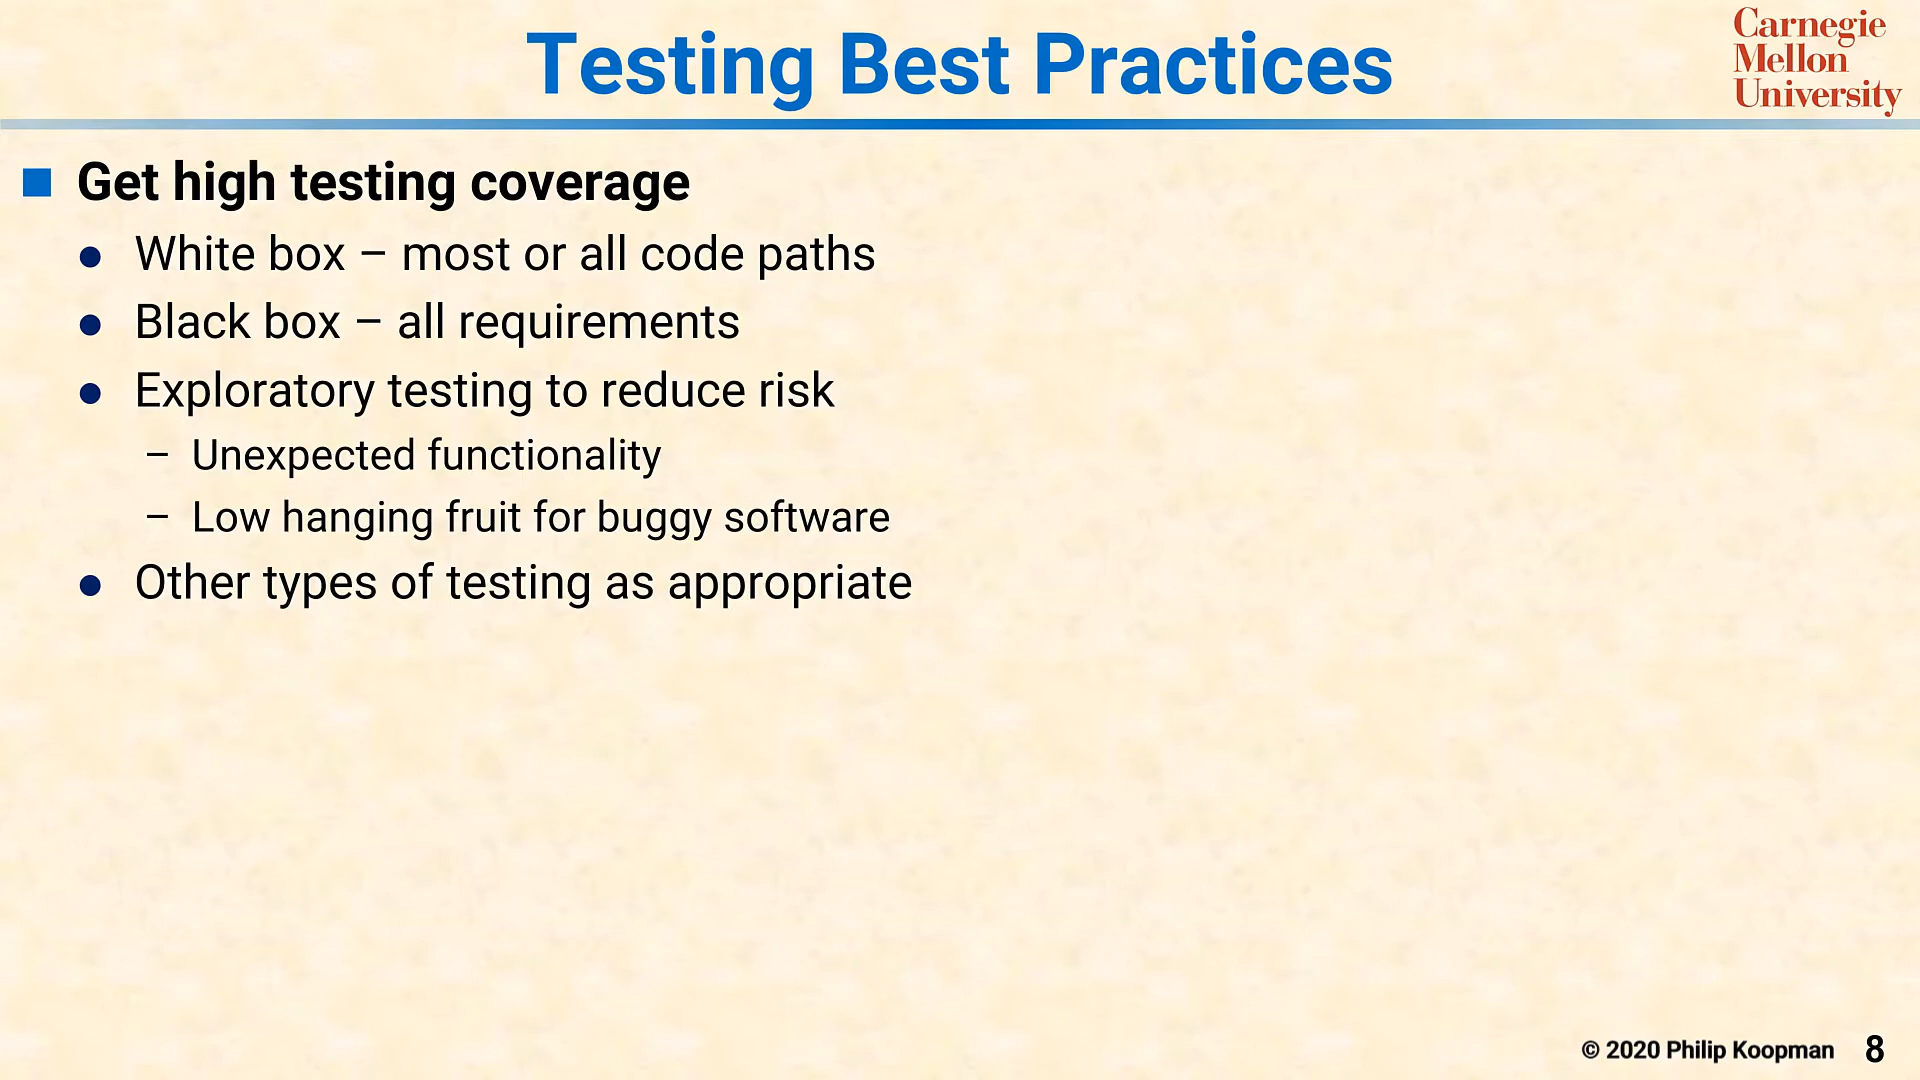 Testing Best Practices
Carnegie
Mellon
University
Get high testing coverage
● White box – most or all code paths
● Black box – all requirements
● Exploratory testing to reduce risk
– Unexpected functionality
– Low hanging fruit for buggy software
● Other types of testing as appropriate
© 2020 Philip Koopman 8